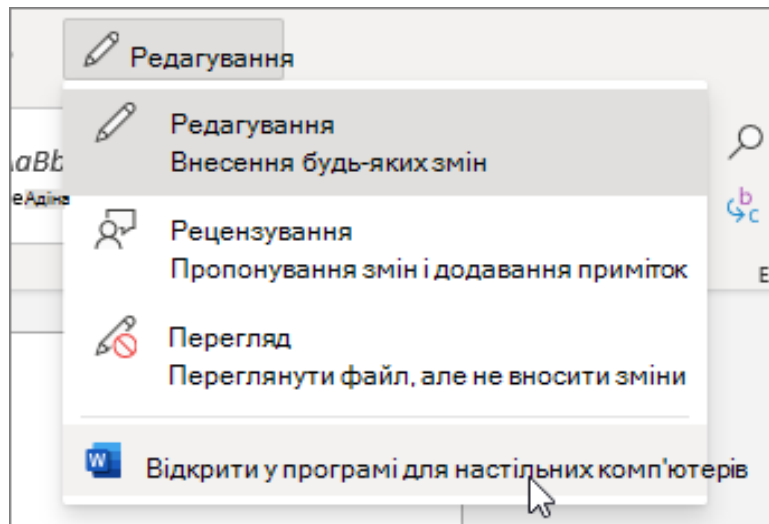 Редагування
Редагування
Внесення будь-яких змін
Рецензування
Пропонування змін і додавання приміток
Перегляд
Переглянути файл, але не вносити зміни
Відкрити у програмі для настільних комп'ютерів